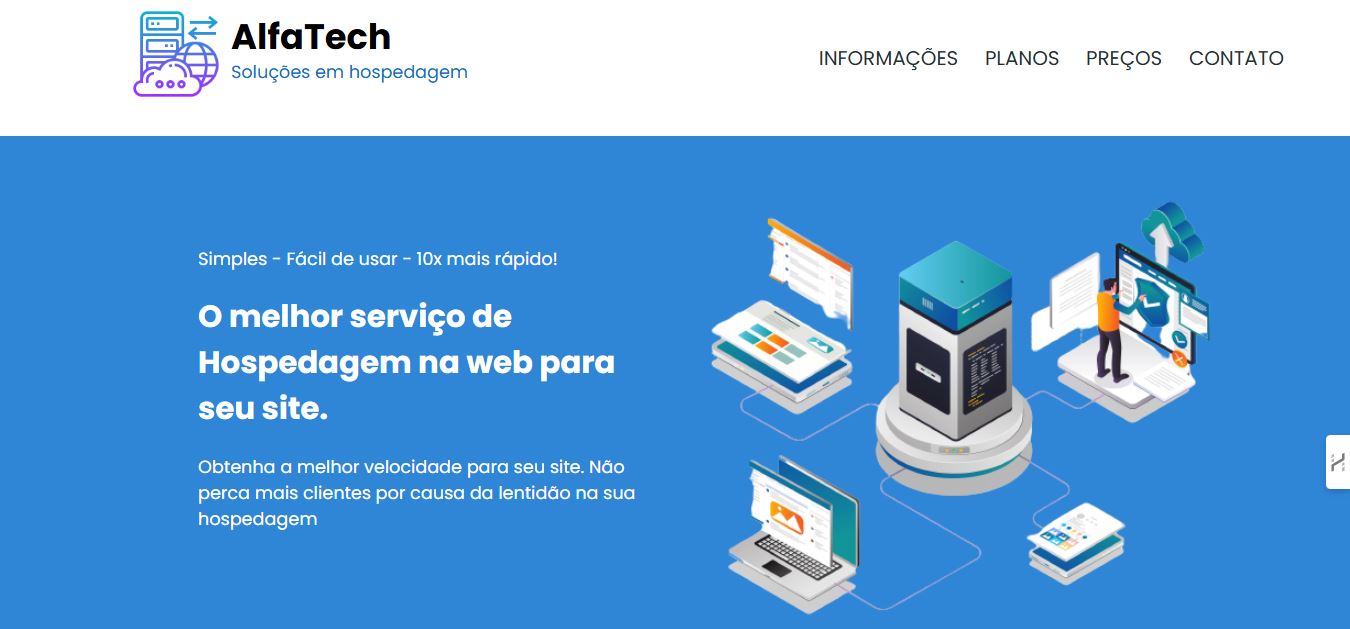 AlfaTech
Soluções em hospedagem
INFORMAÇÕES PLANOS PREÇOS CONTATO
Simples - Fácil de usar - 10x mais rápido!
O melhor serviço de
Hospedagem na web para
seu site.
Obtenha a melhor velocidade para seu site. Não
perca mais clientes por causa da lentidão na sua
hospedagem